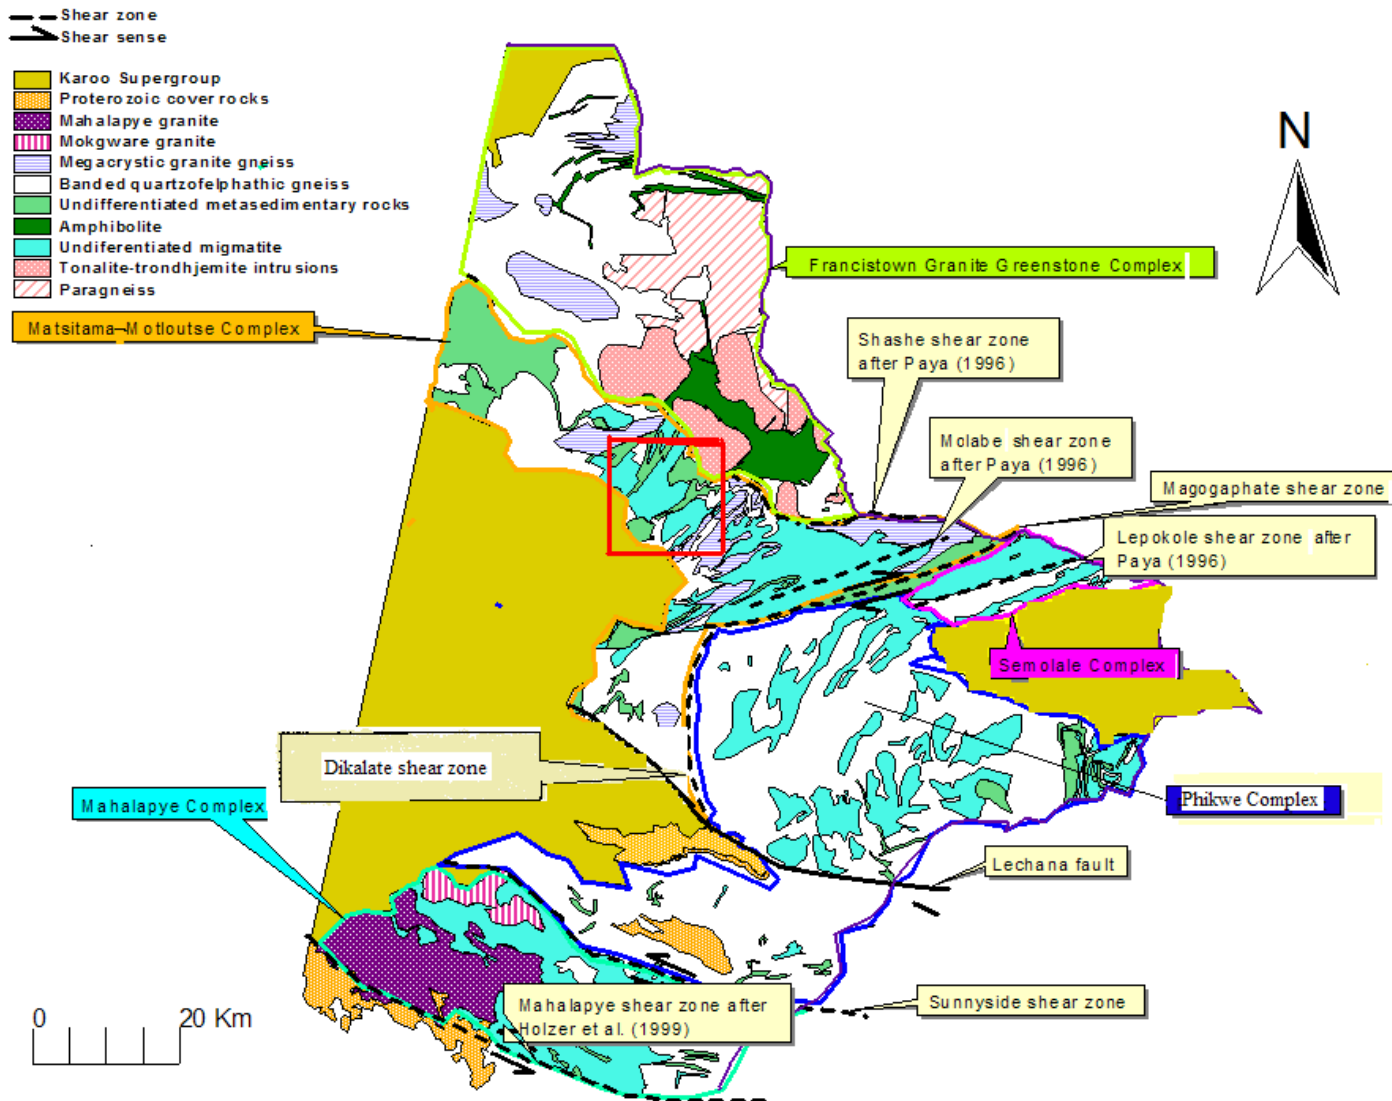 Shear zone
Shear sense
Karoo Supergroup
Proterozoic cover rocks
Mahalapye granite
Mokgware granite
Megacrystic granite gneiss
Banded quartzofelphathic gneiss
Undifferentiated metasedimentary rocks
Amphibolite
Undiferentiated migmatite
Tonalite-trondhjemite intrusions
Paragneiss
N
Francistown Granite Greenstone Complex
Matsitama-Motloutse Complex
Shashe shear zone
after Paya (1996)
Molabe shear zone
after Paya (1996)
Magogaphate shear zone
Lepokole shear zone after
Paya (1996)
Semolale Complex
Dikalate shear zone
Mahalapye Complex
Phikwe Complex
Lechana fault
Mahalapye shear zone after
Holzer et al. (1999)
Sunnyside shear zone
0 20 Km